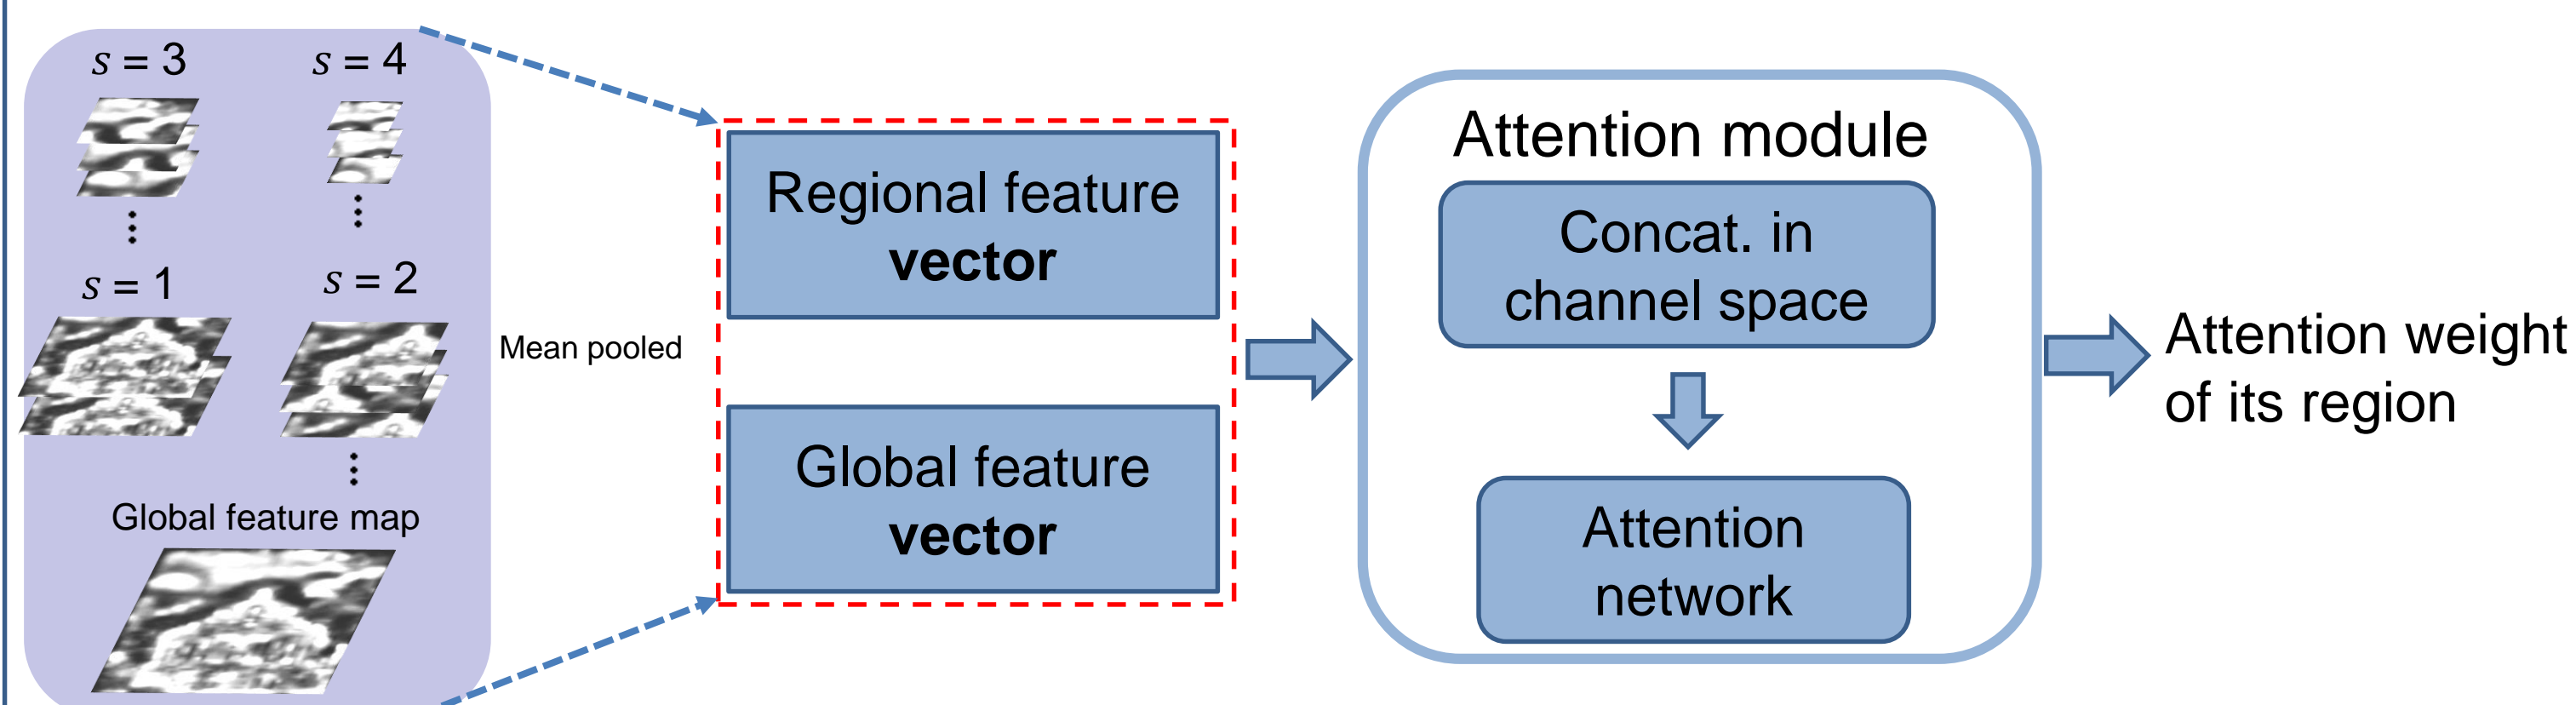 s = 3
s = 4
s = 1
s = 2
Global feature map
Mean pooled
Regional feature
vector
Global feature
vector
Attention module
Concat. in
channel space
Attention
network
Attention weight
of its region